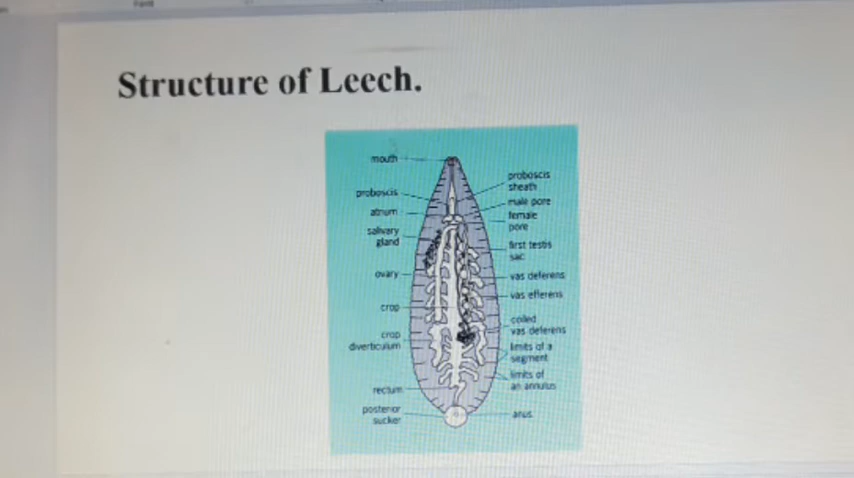 Structure of Leech.
mouth
proboscis
atrium
salivary
gland
ovary
crop
crop
diverticulum
rectum
posterior
sucker
proboscis
sheath
male pore
female
pore
first testis
sac
vas deferens
vas efferens
coiled
vas deferens
limits of a
segment
limits of
an annulus
anus